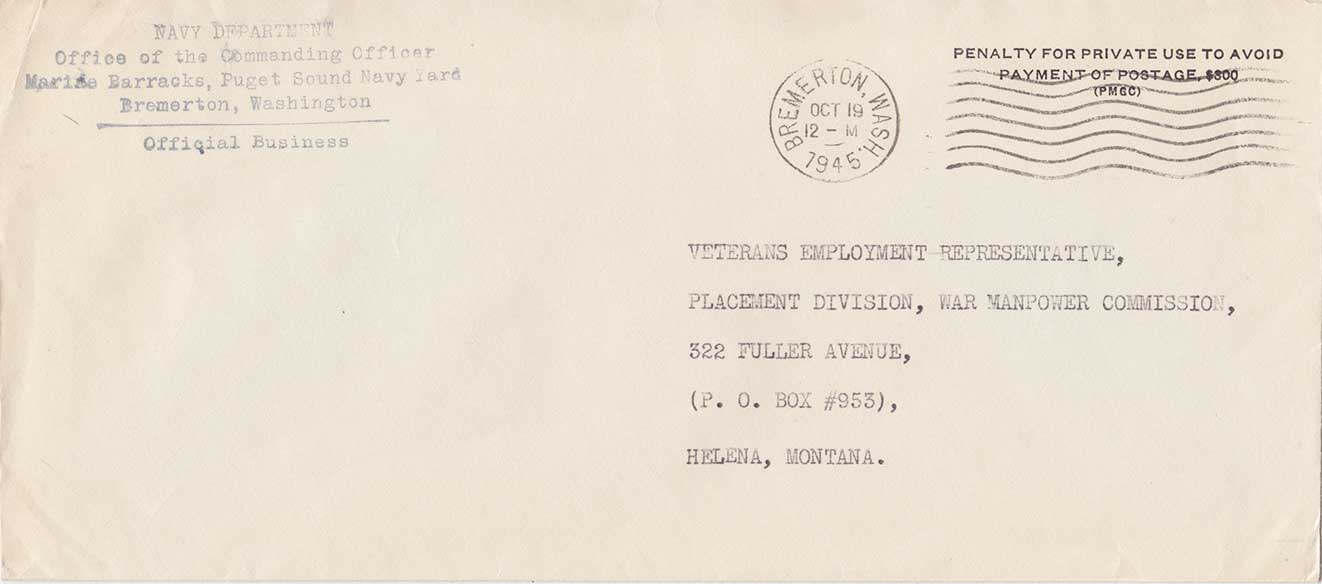 NAVY DEPARTMENT
Office of the Commanding Officer
Marine Barracks, Puget Sound Navy Yard
Bremerton, Washington
Official Business
BREMERTON, WASH.
OCT 19
12 - M
1945
PENALTY FOR PRIVATE USE TO AVOID
PAYMENT OF POSTAGE, $300
(PMGC)
VETERANS EMPLOYMENT REPRESENTATIVE,
PLACEMENT DIVISION, WAR MANPOWER COMMISSION,
322 FULLER AVENUE,
(P. O. BOX #953),
HELENA, MONTANA.